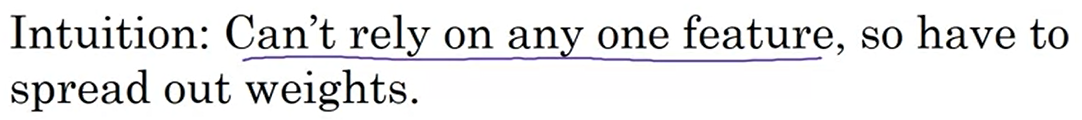 Intuition: Can't rely on any one feature, so have to
spread out weights.